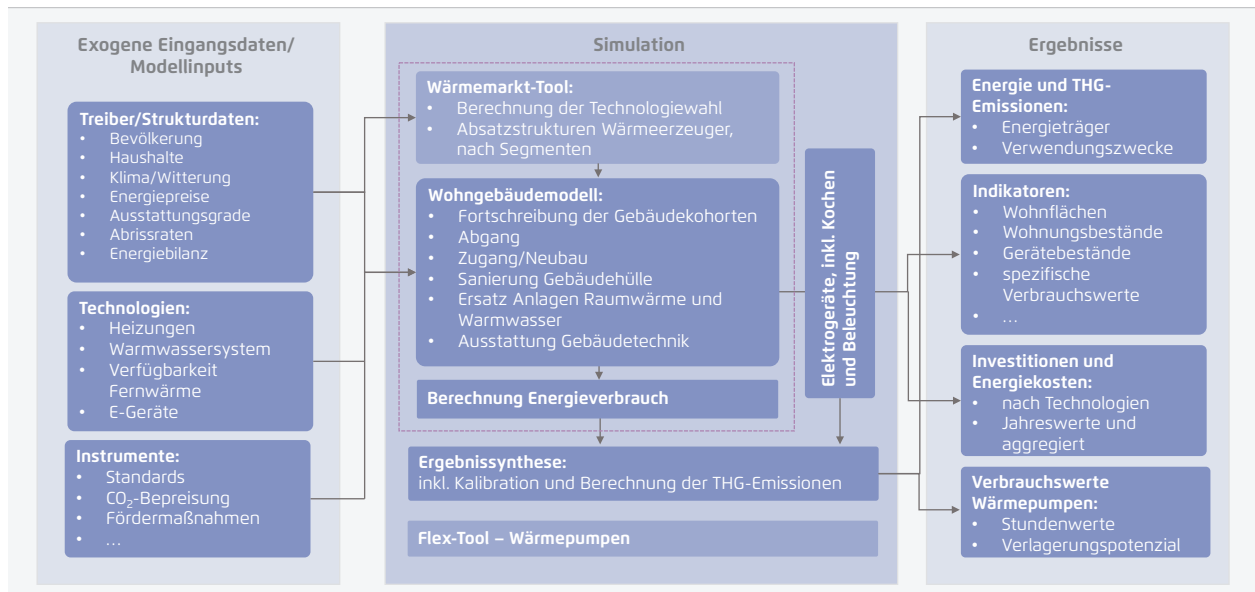 Exogene Eingangsdaten/
Modellinputs
Treiber/Strukturdaten:
• Bevölkerung
• Haushalte
• Klima/Witterung
• Energiepreise
• Ausstattungsgrade
• Abrissraten
• Energiebilanz
Technologien:
• Heizungen
• Warmwassersystem
• Verfügbarkeit
Fernwärme
• E-Geräte
Instrumente:
• Standards
• CO₂-Bepreisung
• Fördermaßnahmen
• …
Simulation
Wärmemarkt-Tool:
• Berechnung der Technologiewahl
• Absatzstrukturen Wärmeerzeuger,
nach Segmenten
Wohngebäudemodell:
• Fortschreibung der Gebäudekohorten
• Abgang
• Zugang/Neubau
• Sanierung Gebäudehülle
• Ersatz Anlagen Raumwärme und
Warmwasser
• Ausstattung Gebäudetechnik
Berechnung Energieverbrauch
Elektrogeräte, inkl. Kochen
und Beleuchtung
Ergebnissynthese:
inkl. Kalibration und Berechnung der THG-Emissionen
Flex-Tool – Wärmepumpen
Ergebnisse
Energie und THG-
Emissionen:
• Energieträger
• Verwendungszwecke
Indikatoren:
• Wohnflächen
• Wohnungsbestände
• Gerätebestände
• spezifische
Verbrauchswerte
• …
Investitionen und
Energiekosten:
• nach Technologien
• Jahreswerte und
aggregiert
Verbrauchswerte
Wärmepumpen:
• Stundenwerte
• Verlagerungspotenzial